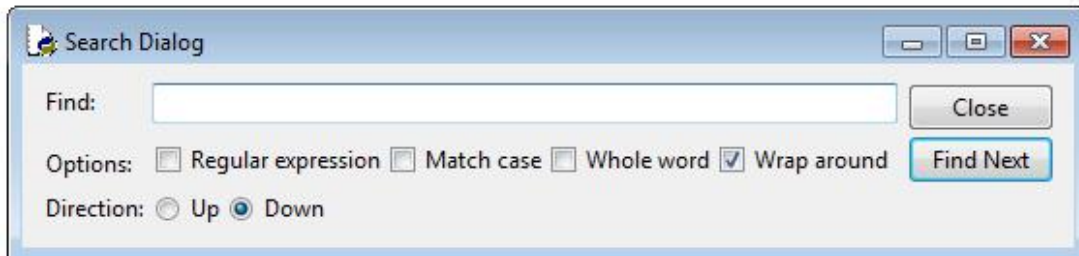 Search Dialog
Find: Close
Options: Regular expression Match case Whole word Wrap around Find Next
Direction: Up Down